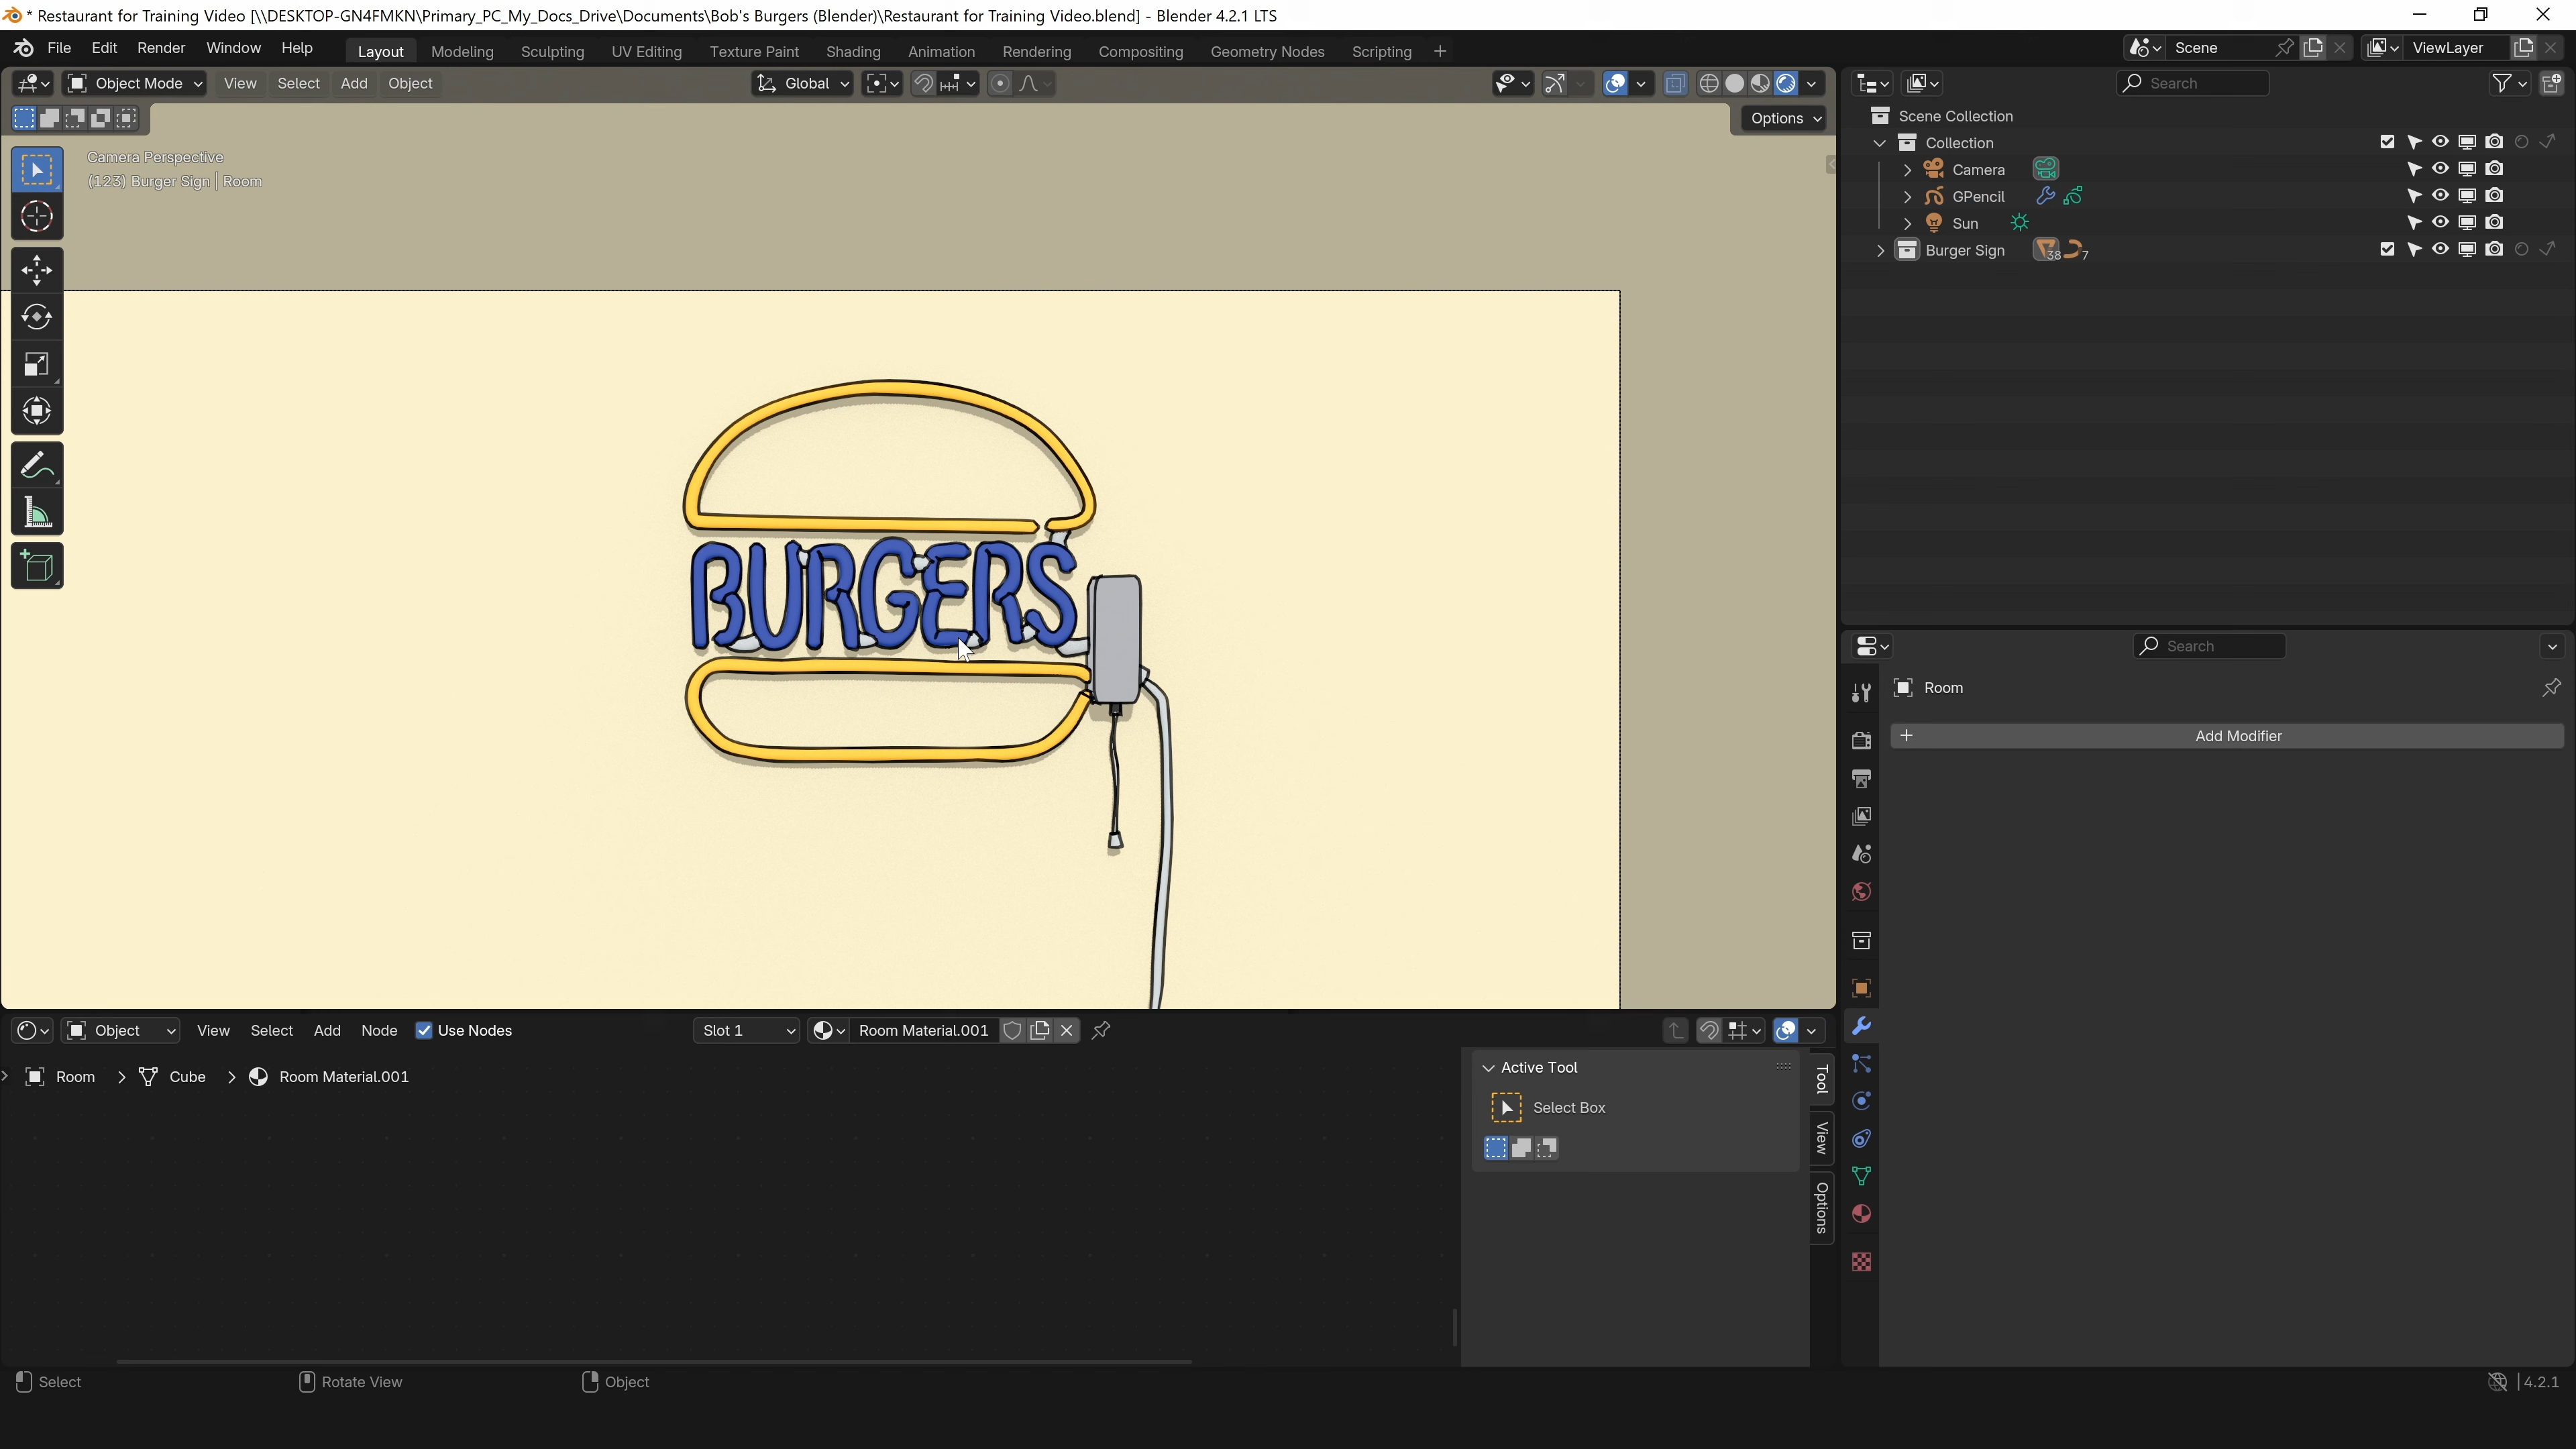 * Restaurant for Training Video [\\DESKTOP-GN4FMKN\Primary_PC_My_Docs_Drive\Documents\Bob's Burgers (Blender)\Restaurant for Training Video.blend] - Blender 4.2.1 LTS
File Edit Render Window Help Layout Modeling Sculpting UV Editing Texture Paint Shading Animation Rendering Compositing Geometry Nodes Scripting + Scene ViewLayer
Object Mode View Select Add Object Global Search
Options
Scene Collection
Collection
Camera
GPencil
Sun
Burger Sign 38 7
Camera Perspective
(123) Burger Sign | Room
BURGERS
Search
Room
Add Modifier
Object View Select Add Node Use Nodes Slot 1 Room Material.001
Room > Cube > Room Material.001
Active Tool
Select Box
Tool
View
Options
Select Rotate View Object 4.2.1